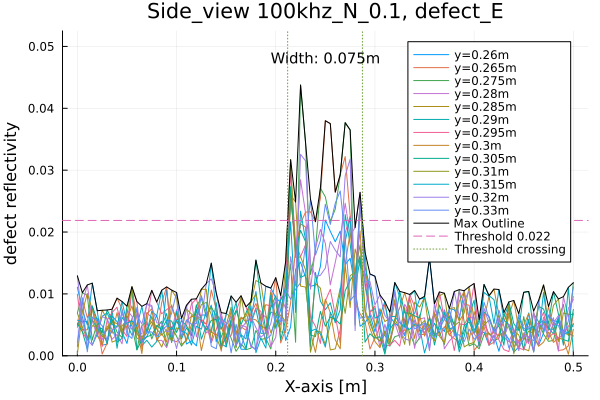 Side_view 100khz_N_0.1, defect_E
0.05
0.04
0.03
0.02
0.01
0.00
defect reflectivity
Width: 0.075m
y=0.26m
y=0.265m
y=0.275m
y=0.28m
y=0.285m
y=0.29m
y=0.295m
y=0.3m
y=0.305m
y=0.31m
y=0.315m
y=0.32m
y=0.33m
Max Outline
Threshold 0.022
Threshold crossing
0.0 0.1 0.2 0.3 0.4 0.5
X-axis [m]